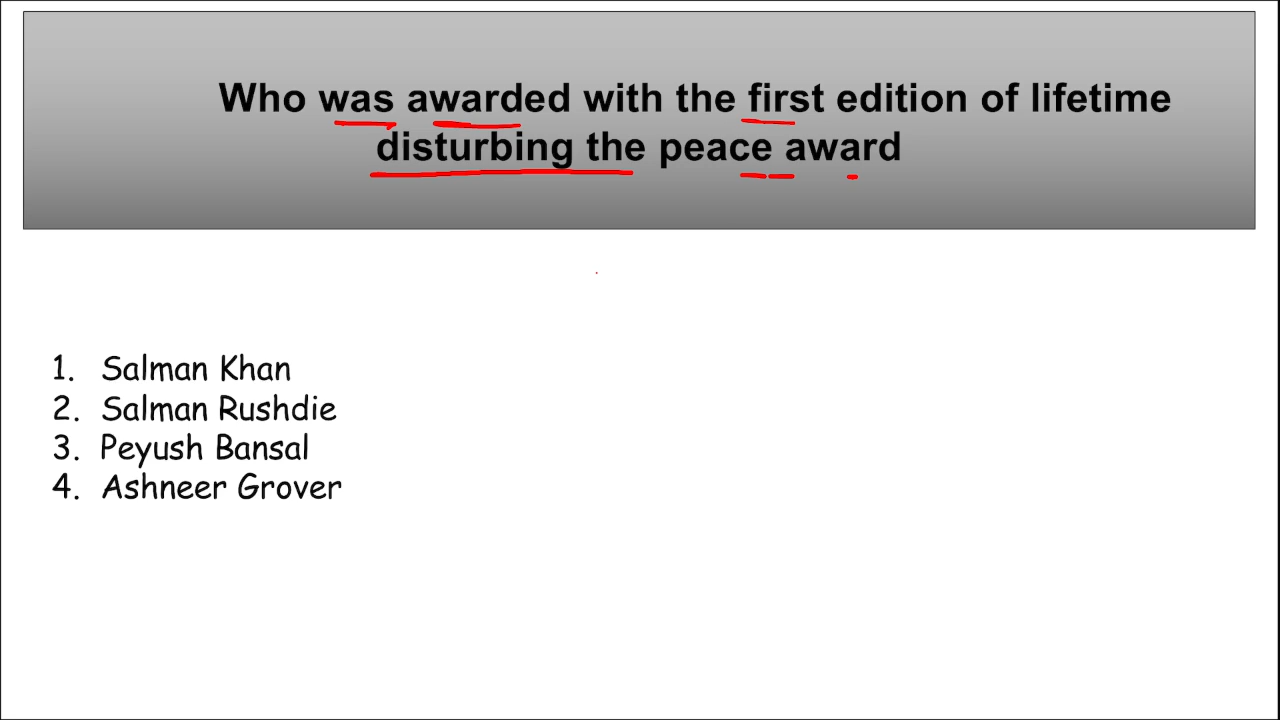 Who was awarded with the first edition of lifetime
disturbing the peace award
1. Salman Khan
2. Salman Rushdie
3. Peyush Bansal
4. Ashneer Grover